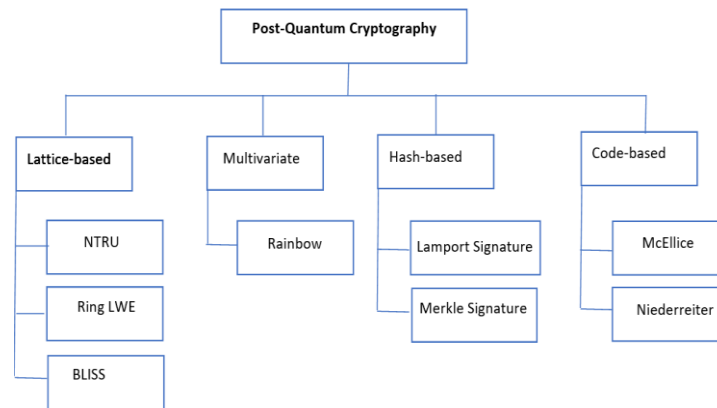 Post-Quantum Cryptography
Lattice-based
Multivariate
Hash-based
Code-based
NTRU
Rainbow
Lamport Signature
McEllice
Ring LWE
Merkle Signature
Niederreiter
BLISS